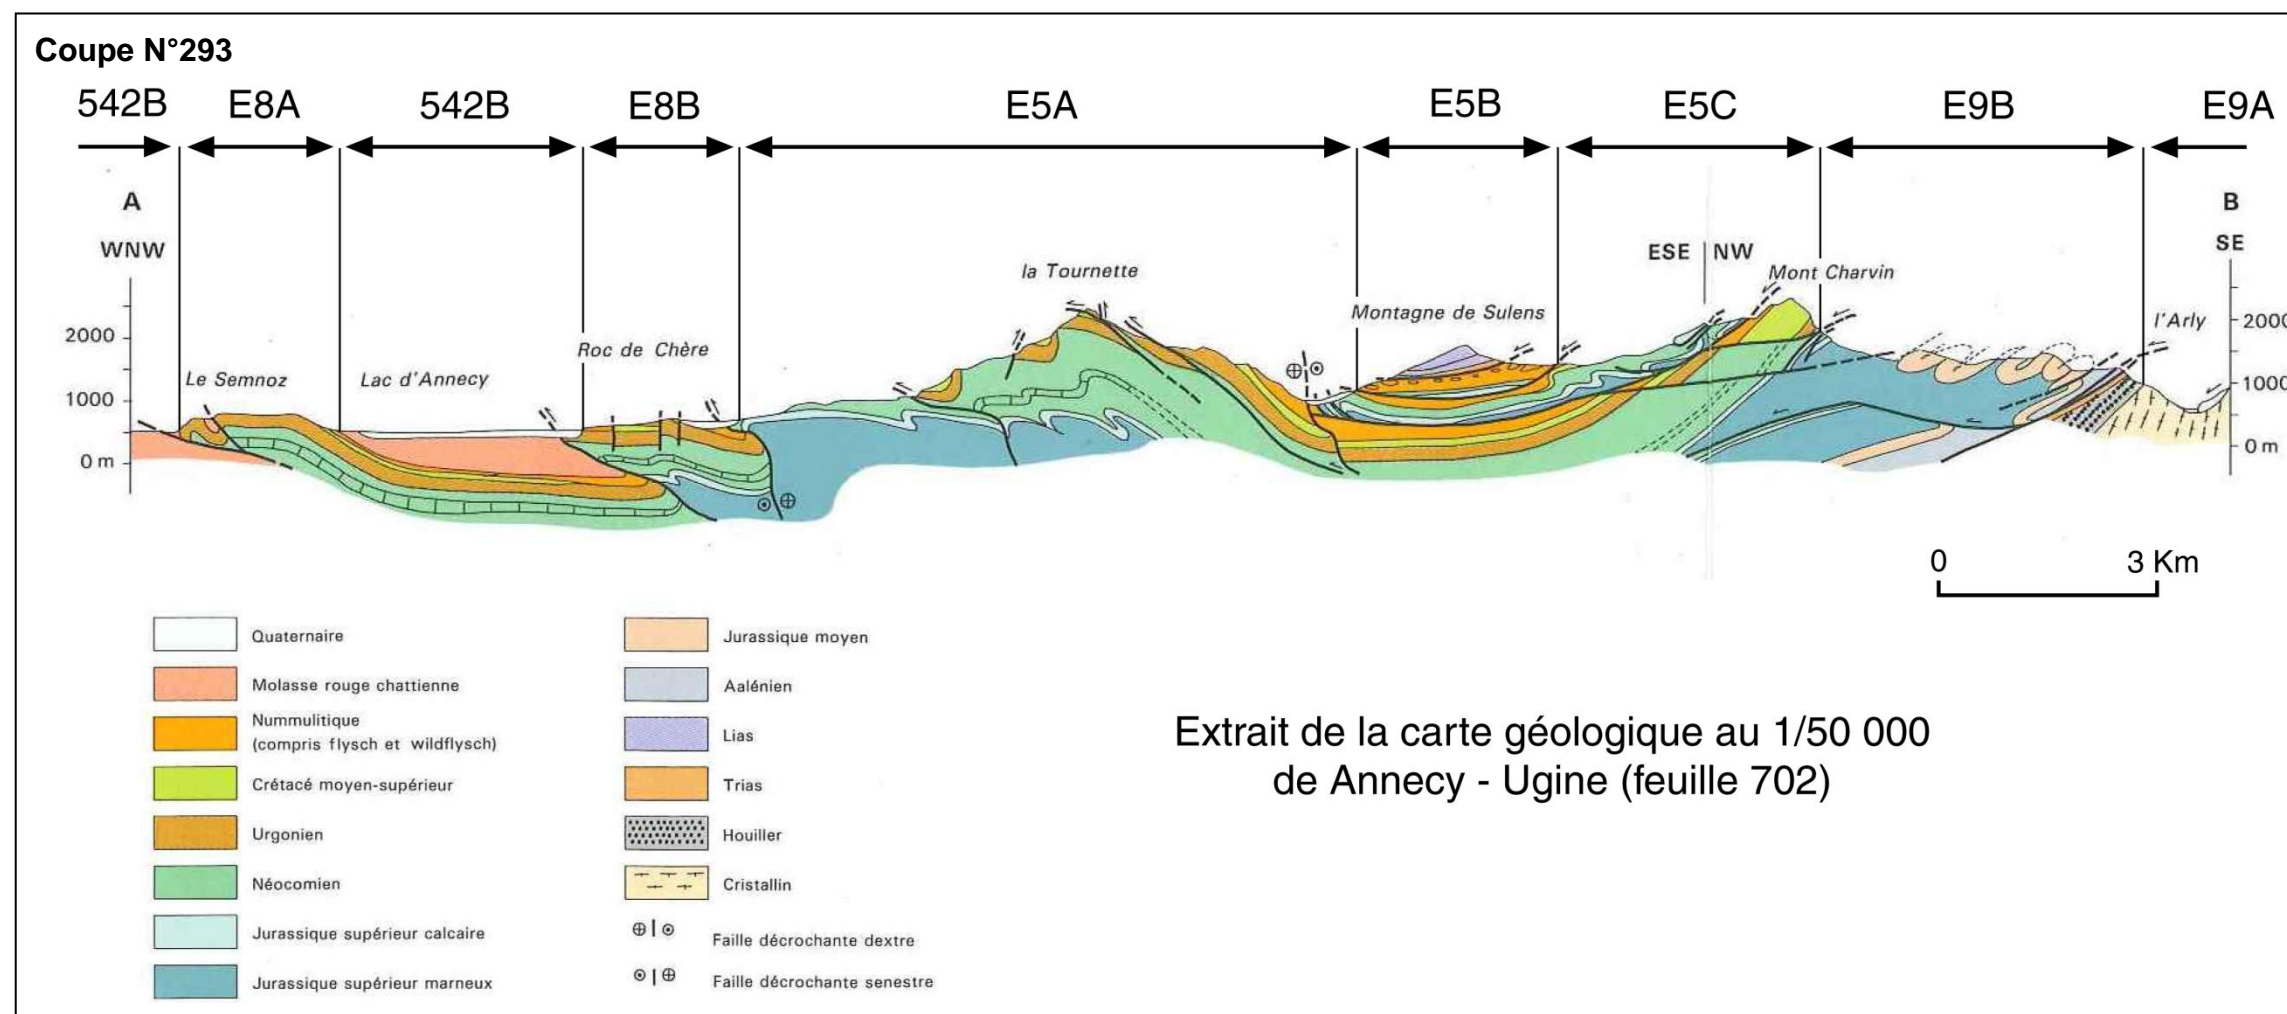 Coupe N°293
542B E8A 542B E8B E5A E5B E5C E9B E9A
A B
WNW ESE NW SE
la Tournette Mont Charvin
Montagne de Sulens l'Arly
2000 2000
Roc de Chère
Le Semnoz Lac d'Annecy
1000 1000
0 m 0 m
0 3 Km
Quaternaire Jurassique moyen
Molasse rouge chattienne Aalénien
Nummulitique
(compris flysch et wildflysch) Lias
Crétacé moyen-supérieur Trias
Urgonien Houiller
Néocomien Cristallin
Jurassique supérieur calcaire Faille décrochante dextre
Jurassique supérieur marneux Faille décrochante senestre
Extrait de la carte géologique au 1/50 000
de Annecy - Ugine (feuille 702)